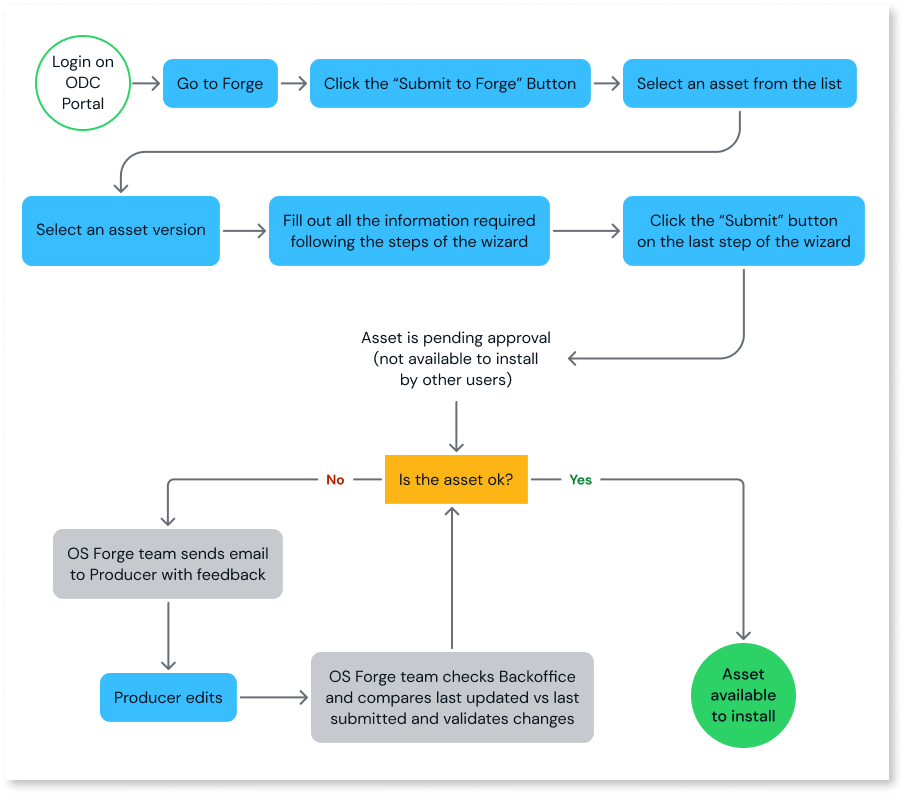 Login on
ODC
Portal
Go to Forge
Click the “Submit to Forge” Button
Select an asset from the list
Select an asset version
Fill out all the information required
following the steps of the wizard
Click the “Submit” button
on the last step of the wizard
Asset is pending approval
(not available to install
by other users)
Is the asset ok?
No
Yes
OS Forge team sends email
to Producer with feedback
Producer edits
OS Forge team checks Backoffice
and compares last updated vs last
submitted and validates changes
Asset
available
to install